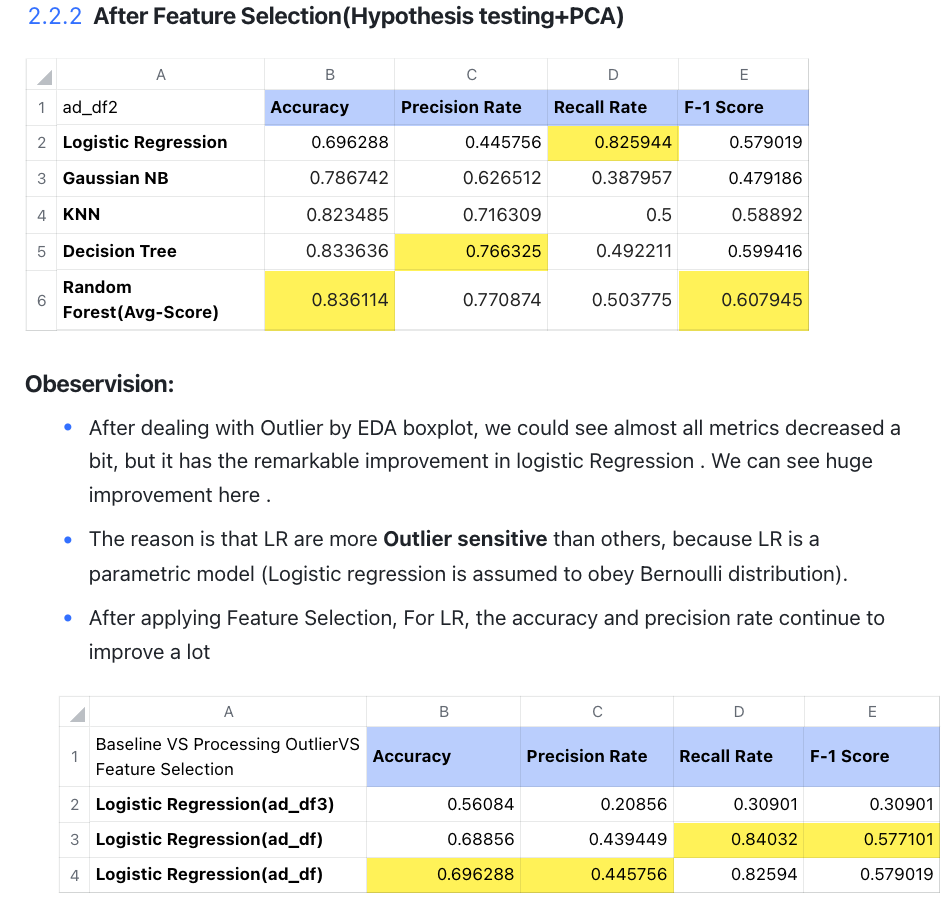 2.2.2 After Feature Selection(Hypothesis testing+PCA)
A B C D E
1 ad_df2 Accuracy Precision Rate Recall Rate F-1 Score
2 Logistic Regression 0.696288 0.445756 0.825944 0.579019
3 Gaussian NB 0.786742 0.626512 0.387957 0.479186
4 KNN 0.823485 0.716309 0.5 0.58892
5 Decision Tree 0.833636 0.766325 0.492211 0.599416
6 Random Forest(Avg-Score) 0.836114 0.770874 0.503775 0.607945
Obeservision:
• After dealing with Outlier by EDA boxplot, we could see almost all metrics decreased a
bit, but it has the remarkable improvement in logistic Regression . We can see huge
improvement here .
• The reason is that LR are more Outlier sensitive than others, because LR is a
parametric model (Logistic regression is assumed to obey Bernoulli distribution).
• After applying Feature Selection, For LR, the accuracy and precision rate continue to
improve a lot
A B C D E
1 Baseline VS Processing OutlierVS Feature Selection Accuracy Precision Rate Recall Rate F-1 Score
2 Logistic Regression(ad_df3) 0.56084 0.20856 0.30901 0.30901
3 Logistic Regression(ad_df) 0.68856 0.439449 0.84032 0.577101
4 Logistic Regression(ad_df) 0.696288 0.445756 0.82594 0.579019